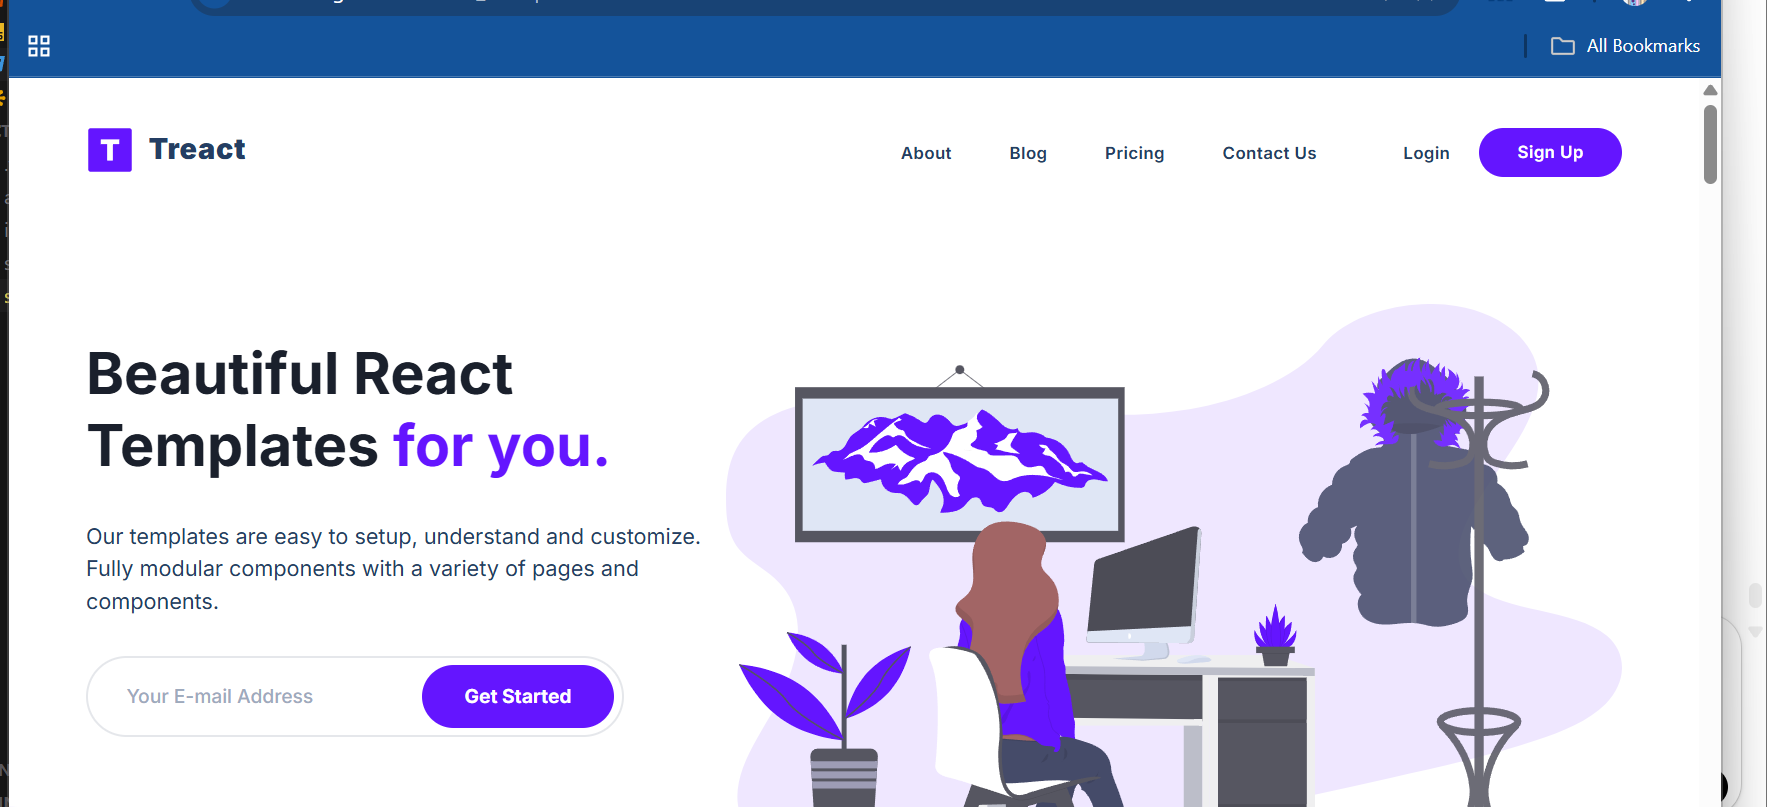 All Bookmarks
T Treact
About Blog Pricing Contact Us Login Sign Up
Beautiful React
Templates for you.
Our templates are easy to setup, understand and customize.
Fully modular components with a variety of pages and
components.
Your E-mail Address Get Started